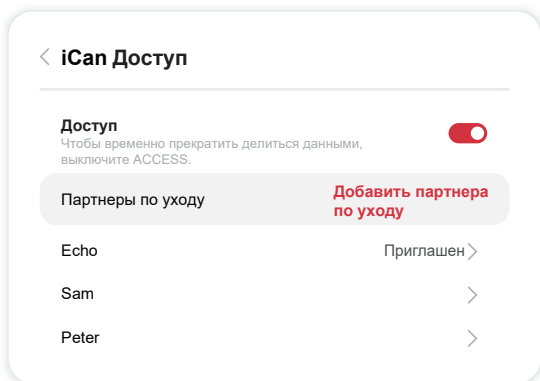 iCan Доступ
Доступ
Чтобы временно прекратить делиться данными,
выключите ACCESS.
Партнеры по уходу
Добавить партнера
по уходу
Echo
Приглашен
Sam
Peter